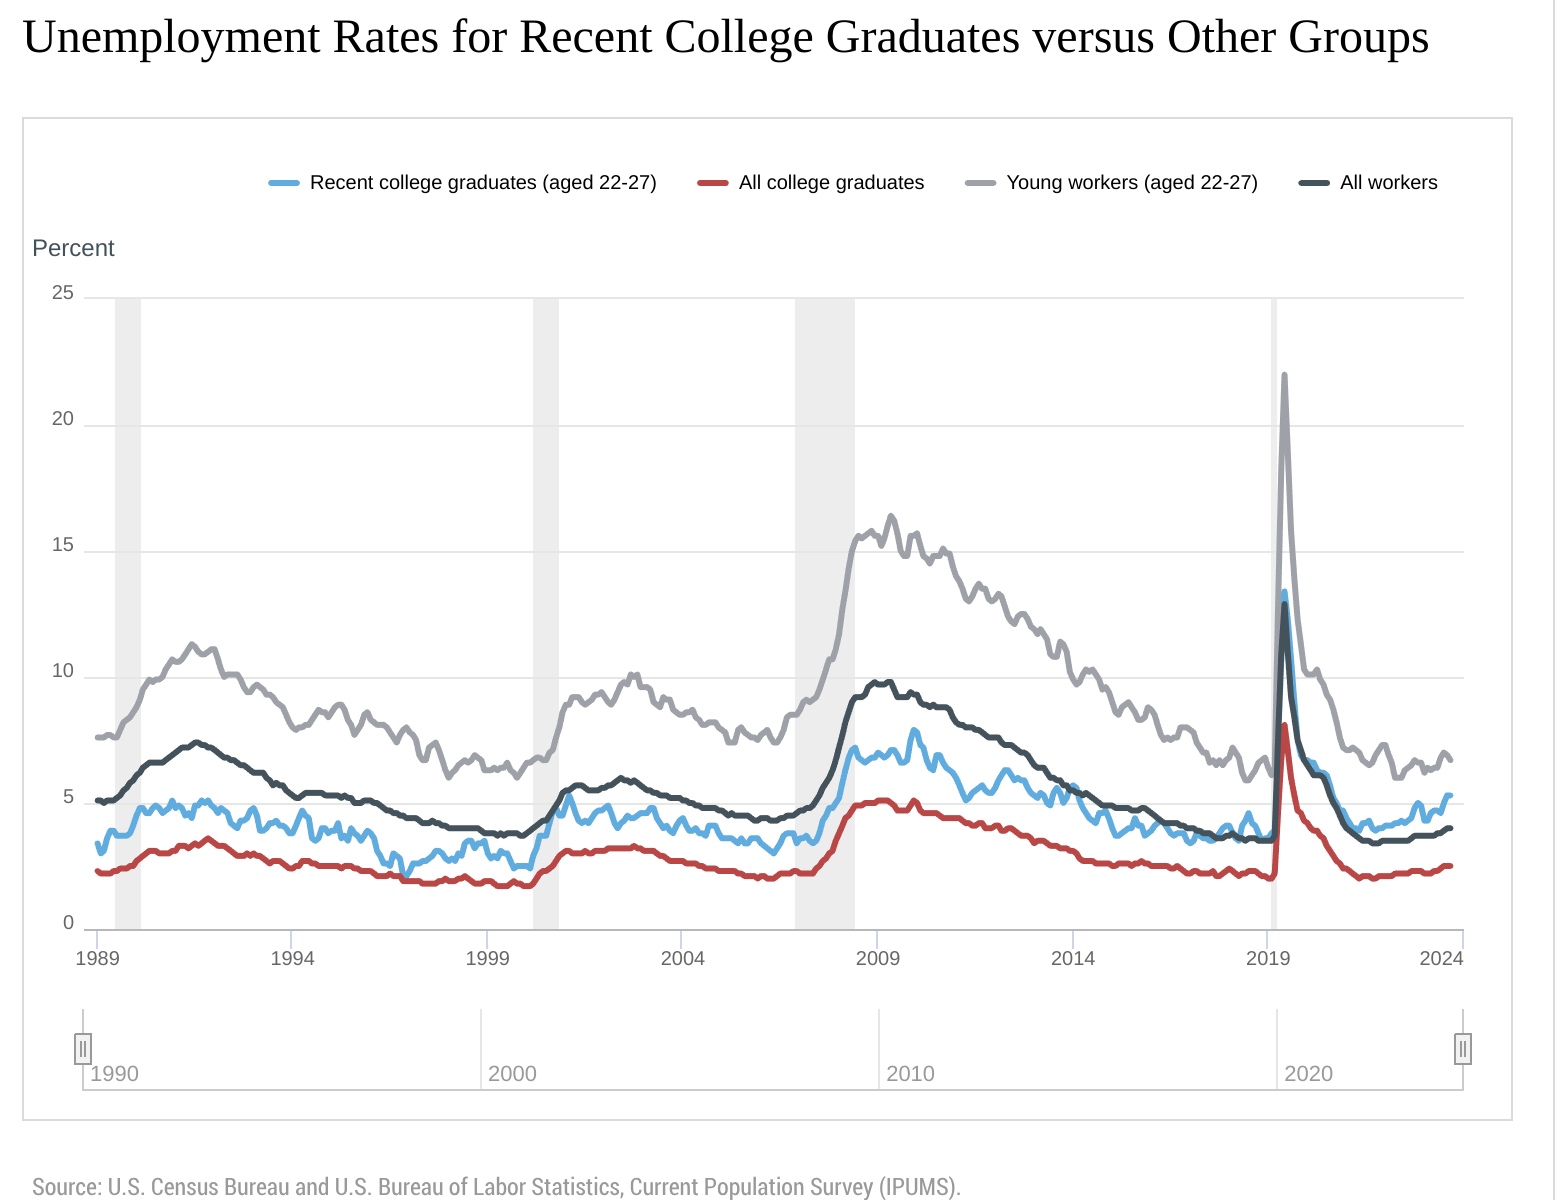 Unemployment Rates for Recent College Graduates versus Other Groups
Recent college graduates (aged 22-27) All college graduates Young workers (aged 22-27) All workers
Percent
25
20
15
10
5
0
1989 1994 1999 2004 2009 2014 2019 2024
1990 2000 2010 2020
Source: U.S. Census Bureau and U.S. Bureau of Labor Statistics, Current Population Survey (IPUMS).